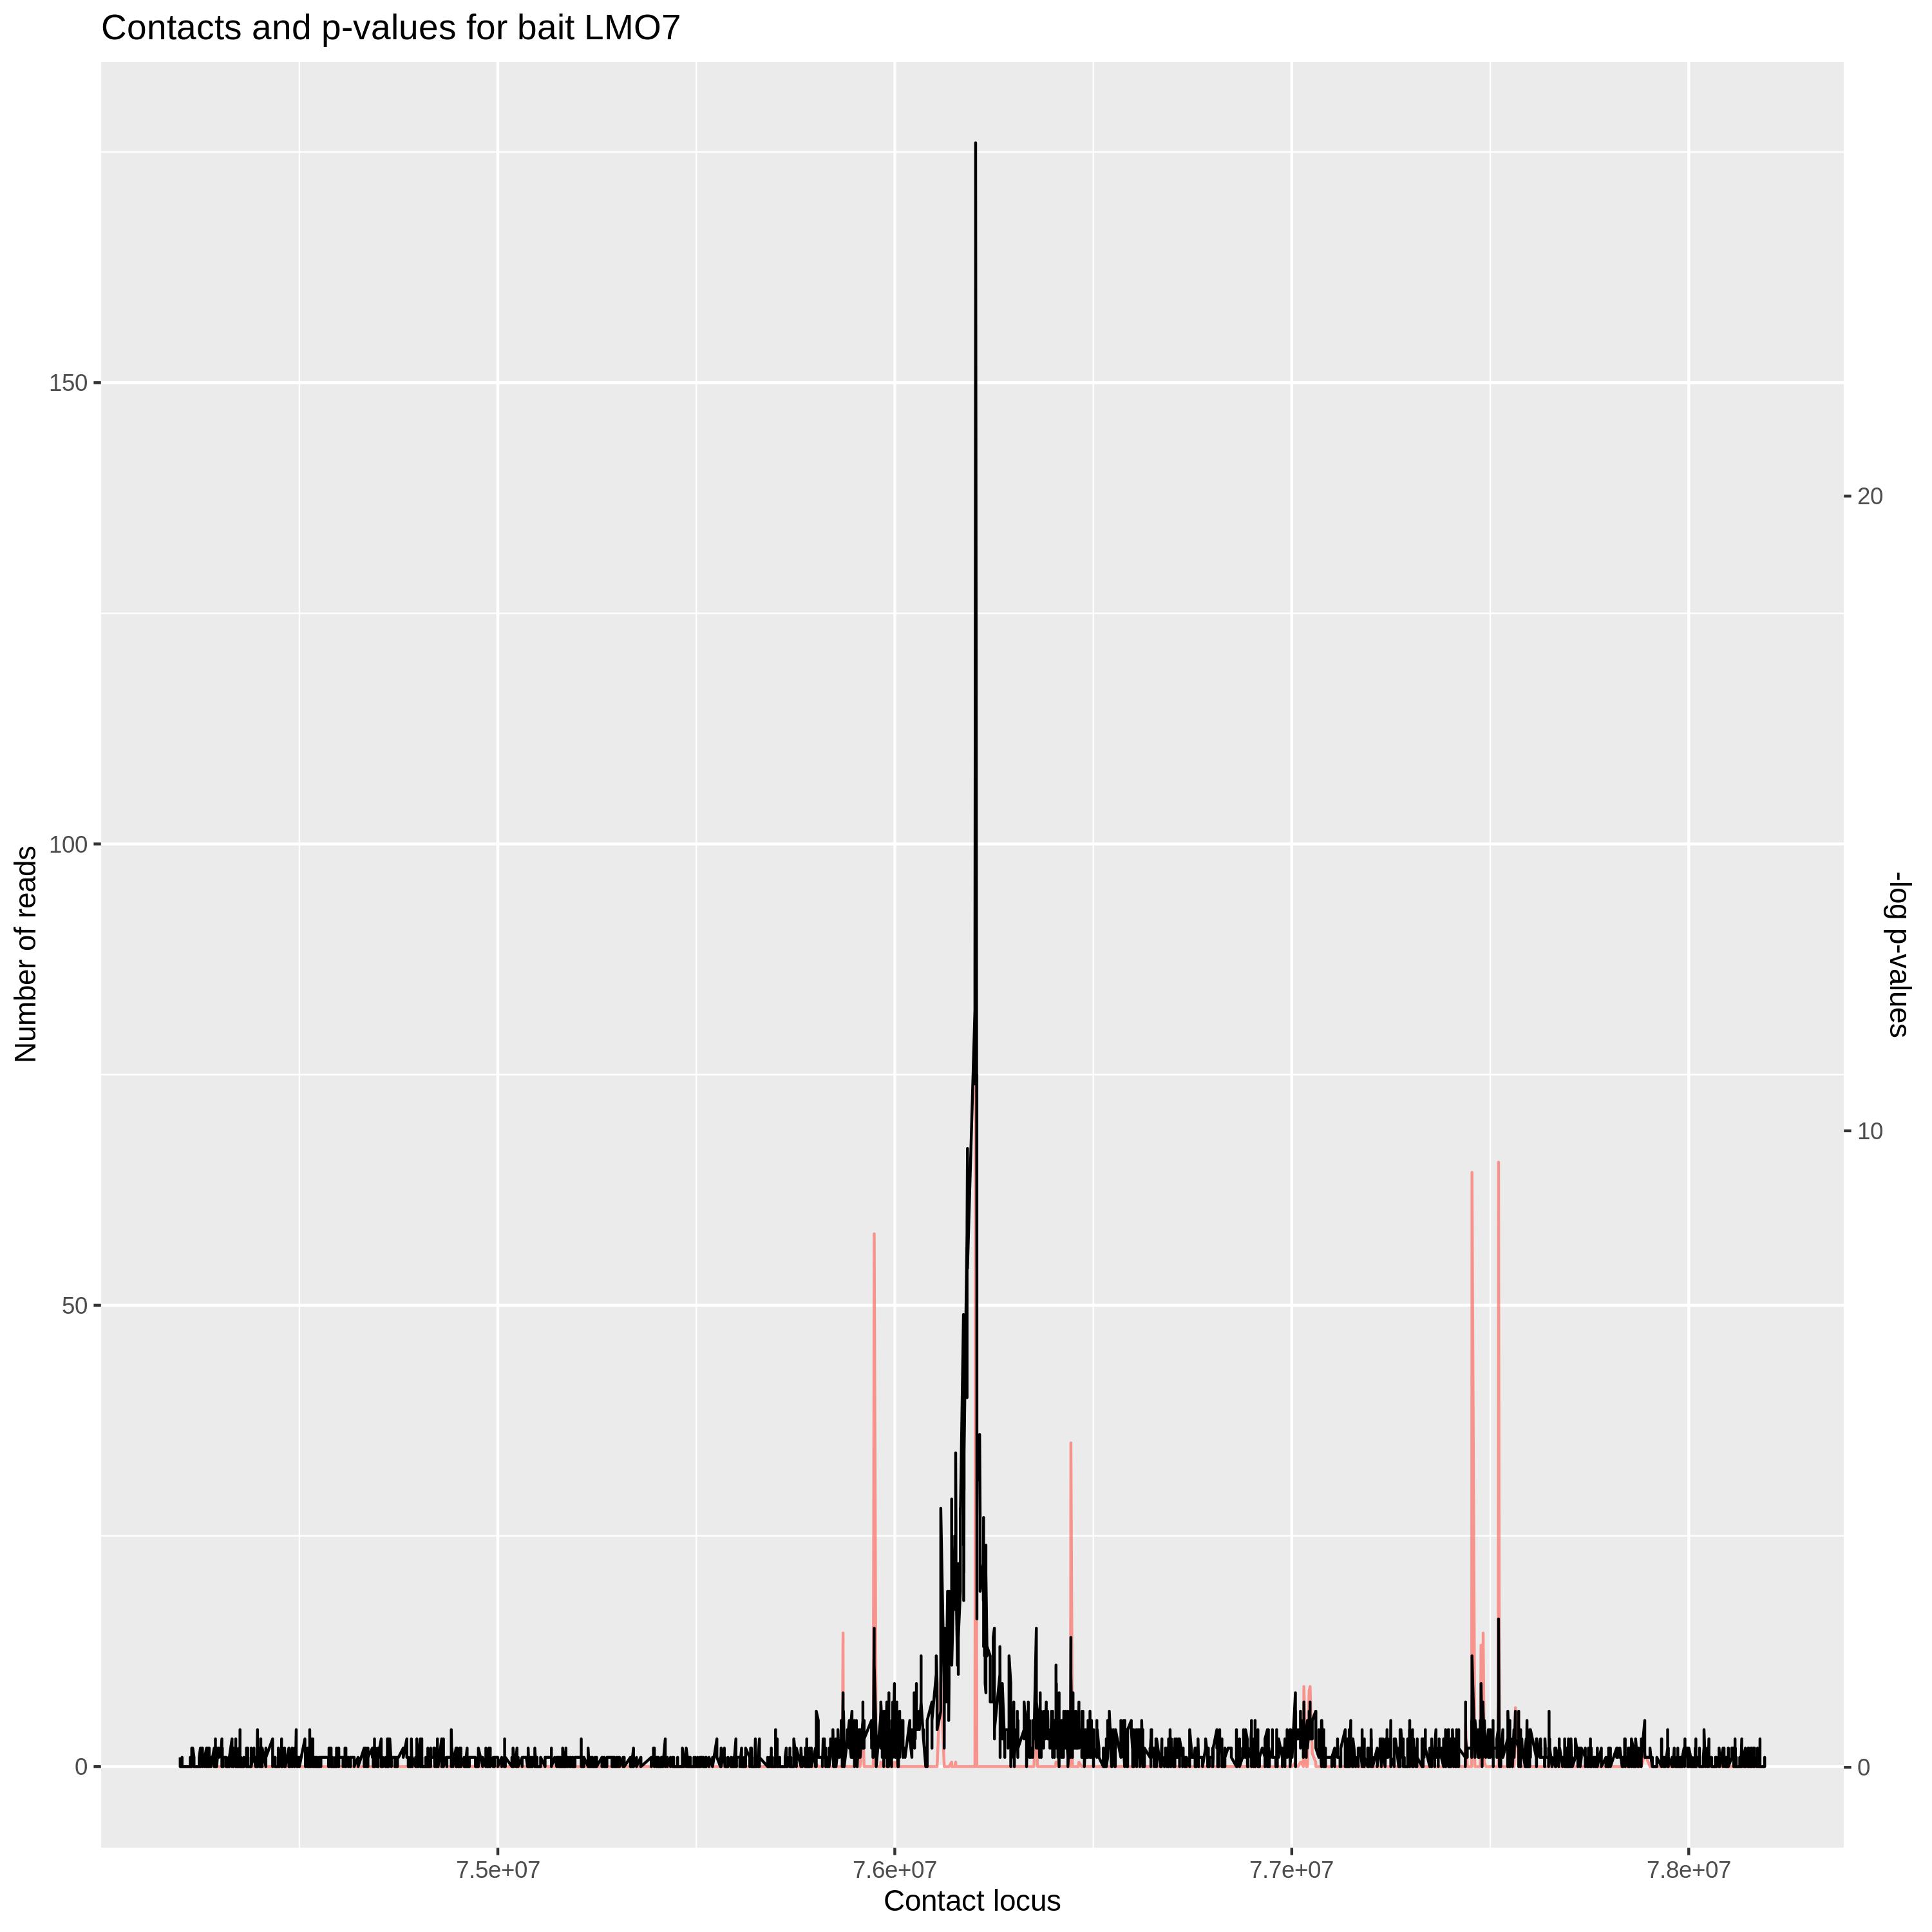 Contacts and p-values for bait LMO7
Number of reads
150
100
50
0
20
10
0
-log p-values
7.5e+07
7.6e+07
7.7e+07
7.8e+07
Contact locus